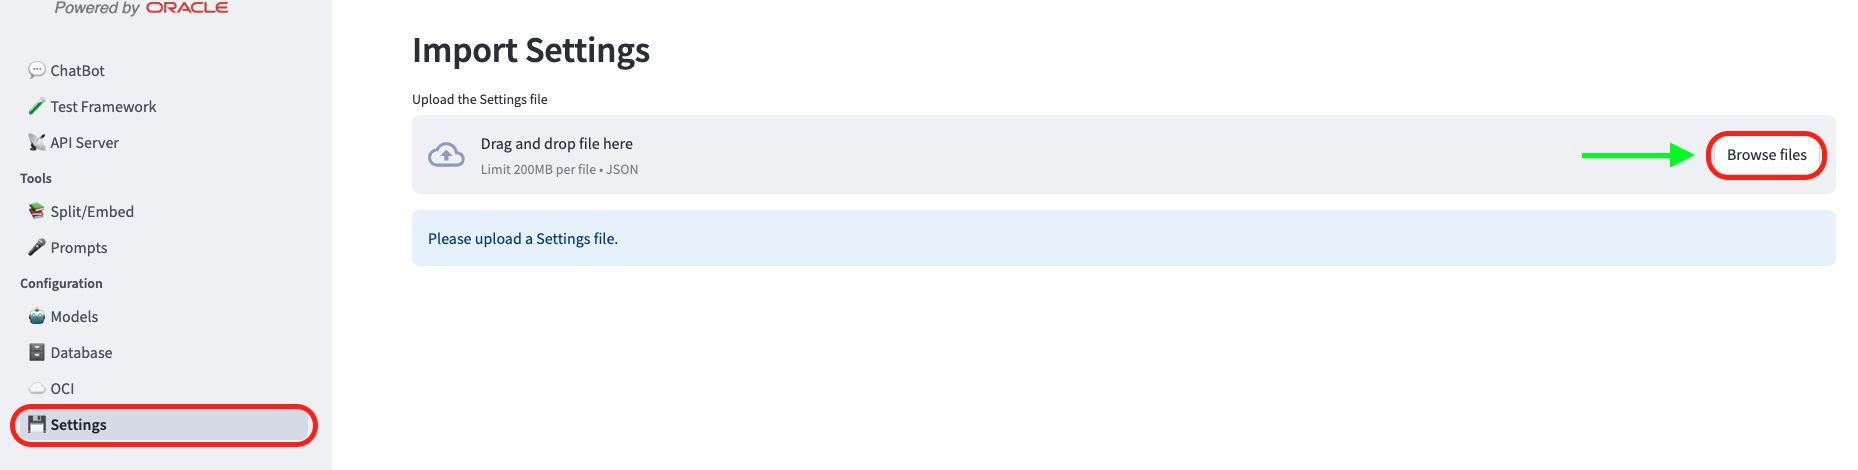 Powered by ORACLE
ChatBot
Test Framework
API Server
Tools
Split/Embed
Prompts
Configuration
Models
Database
OCI
Settings
Import Settings
Upload the Settings file
Drag and drop file here
Limit 200MB per file • JSON
Browse files
Please upload a Settings file.